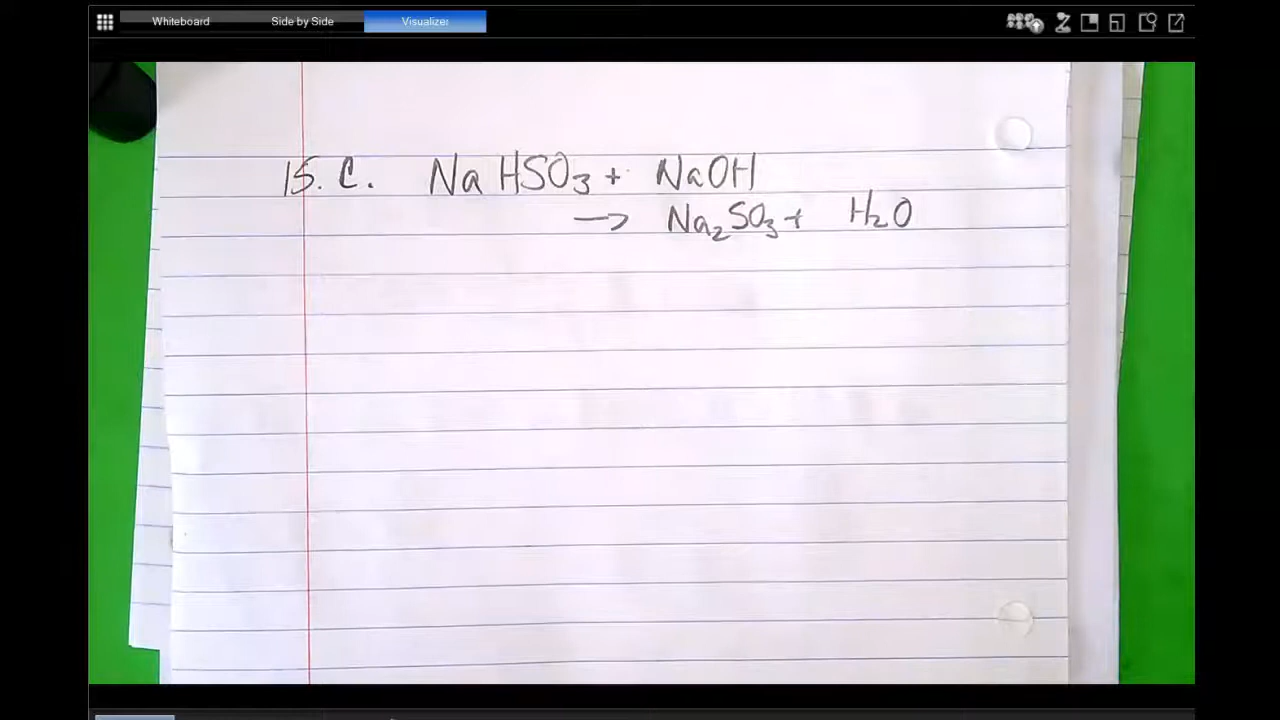 Whiteboard Side by Side Visualizer
15. C. NaHSO₃ + NaOH
→ Na₂SO₃ + H₂O